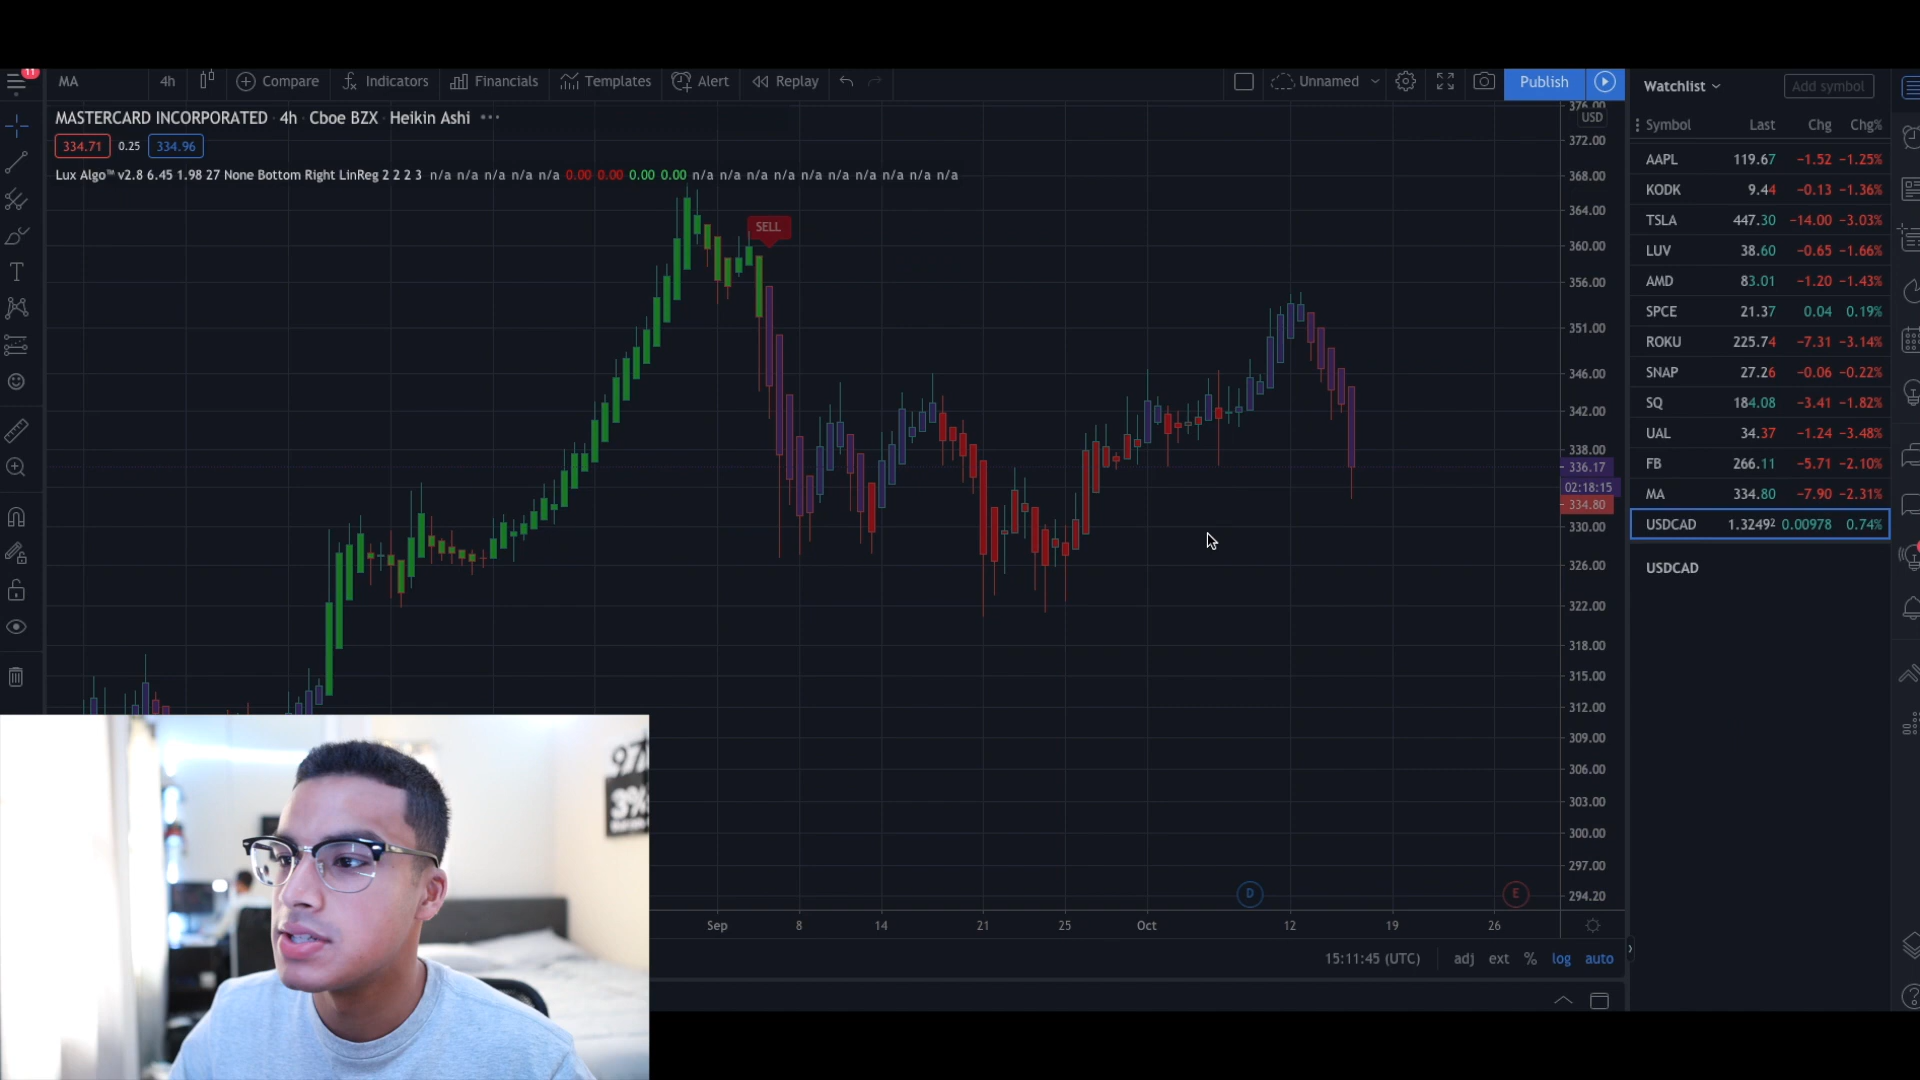 11
MA 4h Compare Indicators Financials Templates Alert Replay Unnamed Publish
MASTERCARD INCORPORATED 4h Cboe BZX Heikin Ashi
334.71 0.25 334.96
Lux Algo™ v2.8 6.45 1.98 27 None Bottom Right LinReg 2 2 2 3 n/a n/a n/a n/a n/a 0.00 0.00 0.00 0.00 n/a n/a n/a n/a n/a n/a n/a n/a n/a n/a
SELL
376.00
USD
372.00
368.00
364.00
360.00
356.00
351.00
346.00
342.00
338.00
336.17
02:18:15
334.80
330.00
326.00
322.00
318.00
315.00
312.00
309.00
306.00
303.00
300.00
297.00
294.20
D E
Sep 8 14 21 25 Oct 12 19 26
15:11:45 (UTC) adj ext % log auto
Watchlist Add symbol
Symbol Last Chg Chg%
AAPL 119.67 −1.52 −1.25%
KODK 9.44 −0.13 −1.36%
TSLA 447.30 −14.00 −3.03%
LUV 38.60 −0.65 −1.66%
AMD 83.01 −1.20 −1.43%
SPCE 21.37 0.04 0.19%
ROKU 225.74 −7.31 −3.14%
SNAP 27.26 −0.06 −0.22%
SQ 184.08 −3.41 −1.82%
UAL 34.37 −1.24 −3.48%
FB 266.11 −5.71 −2.10%
MA 334.80 −7.90 −2.31%
USDCAD 1.32492 0.00978 0.74%
USDCAD
97
3%